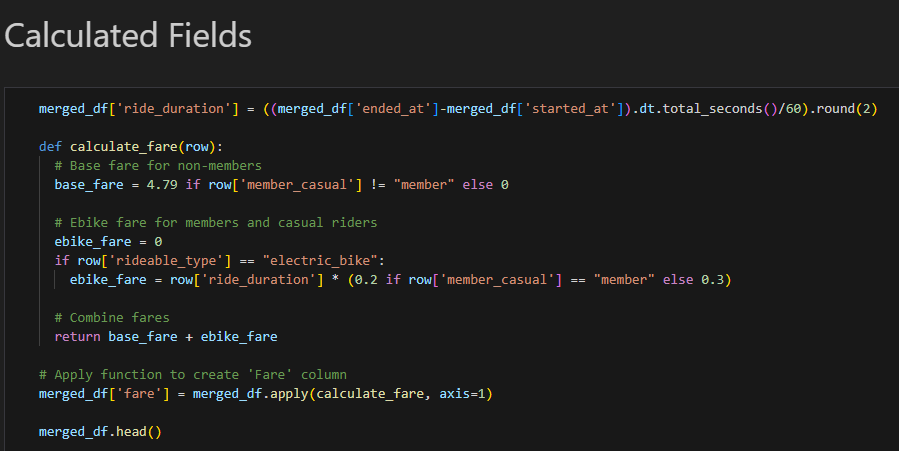 Calculated Fields
merged_df['ride_duration'] = ((merged_df['ended_at']-merged_df['started_at']).dt.total_seconds()/60).round(2)
def calculate_fare(row):
# Base fare for non-members
base_fare = 4.79 if row['member_casual'] != "member" else 0
# Ebike fare for members and casual riders
ebike_fare = 0
if row['rideable_type'] == "electric_bike":
ebike_fare = row['ride_duration'] * (0.2 if row['member_casual'] == "member" else 0.3)
# Combine fares
return base_fare + ebike_fare
# Apply function to create 'Fare' column
merged_df['fare'] = merged_df.apply(calculate_fare, axis=1)
merged_df.head()